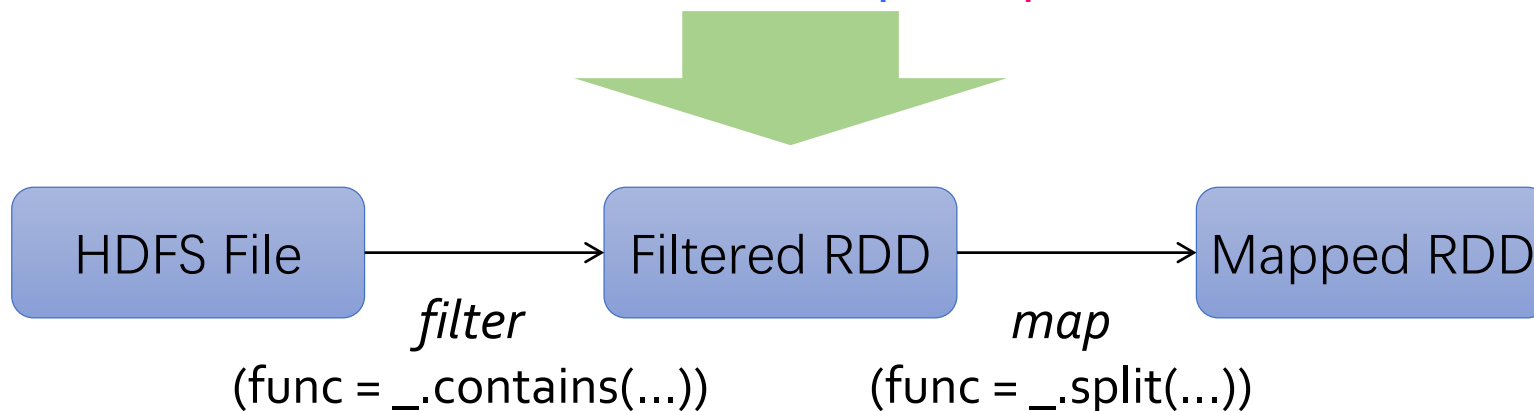 HDFS File
Filtered RDD
Mapped RDD
filter
map
(func = _.contains(...))
(func = _.split(...))